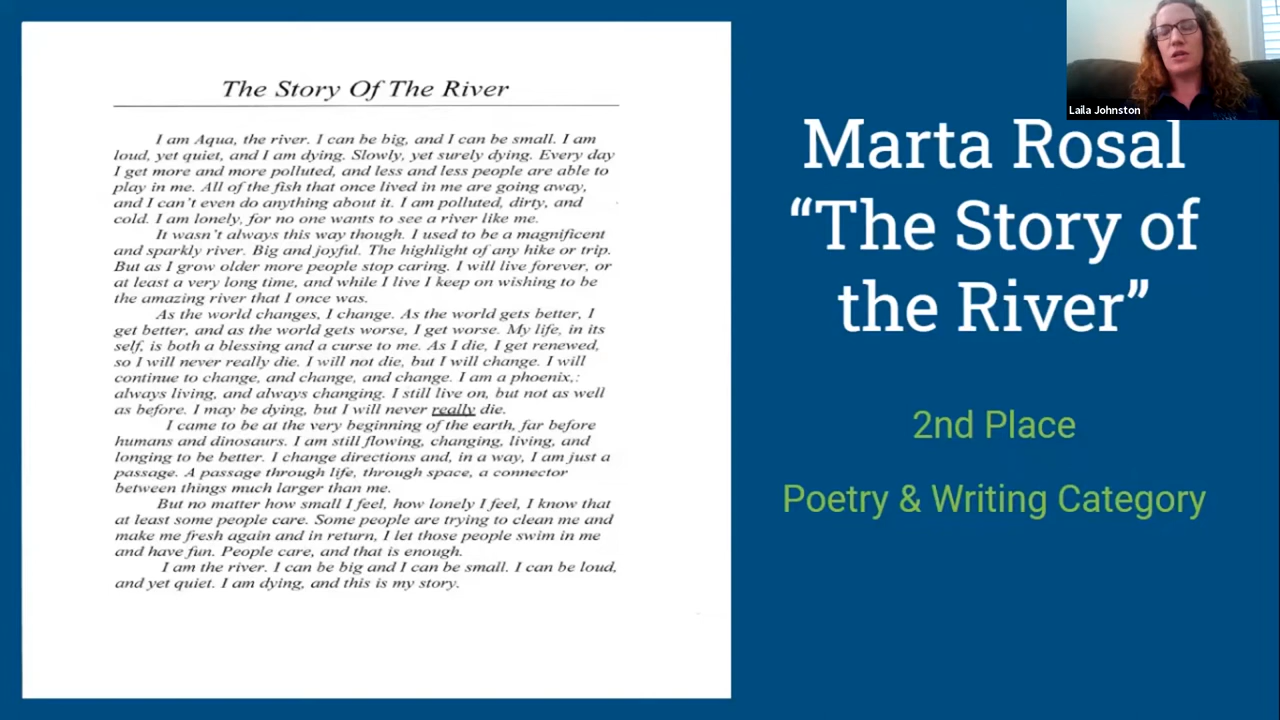 The Story Of The River
I am Aqua, the river. I can be big, and I can be small. I am
loud, yet quiet, and I am dying. Slowly, yet surely dying. Every day
I get more and more polluted, and less and less people are able to
play in me. All of the fish that once lived in me are going away,
and I can't even do anything about it. I am polluted, dirty, and
cold. I am lonely, for no one wants to see a river like me.
It wasn't always this way though. I used to be a magnificent
and sparkly river. Big and joyful. The highlight of any hike or trip.
But as I grow older more people stop caring. I will live forever, or
at least a very long time, and while I live I keep on wishing to be
the amazing river that I once was.
As the world changes, I change. As the world gets better, I
get better, and as the world gets worse, I get worse. My life, in its
self, is both a blessing and a curse to me. As I die, I get renewed,
so I will never really die. I will not die, but I will change. I will
continue to change, and change, and change. I am a phoenix,:
always living, and always changing. I still live on, but not as well
as before. I may be dying, but I will never really die.
I came to be at the very beginning of the earth, far before
humans and dinosaurs. I am still flowing, changing, living, and
longing to be better. I change directions and, in a way, I am just a
passage. A passage through life, through space, a connector
between things much larger than me.
But no matter how small I feel, how lonely I feel, I know that
at least some people care. Some people are trying to clean me and
make me fresh again and in return, I let those people swim in me
and have fun. People care, and that is enough.
I am the river. I can be big and I can be small. I can be loud,
and yet quiet. I am dying, and this is my story.
Laila Johnston
Marta Rosal
“The Story of
the River”
2nd Place
Poetry & Writing Category